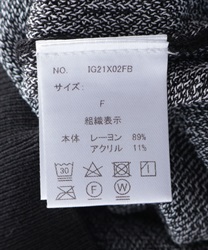 NO. IG21X02FB
サイズ:
F
組織表示
本体 レーヨン 89%
アクリル 11%
30
F W